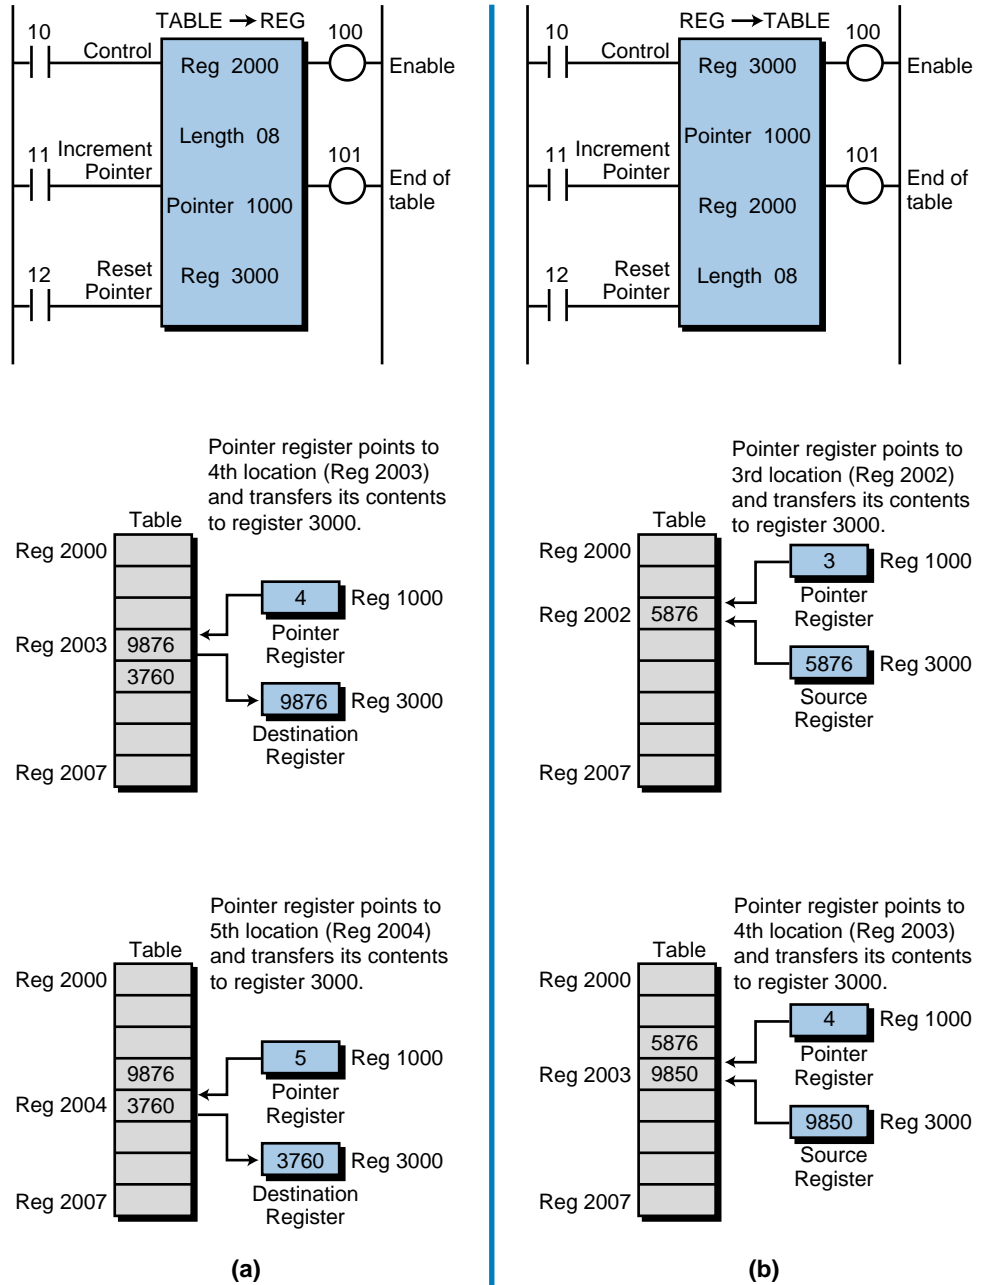 TABLE → REG
10
Control
Reg 2000
100
Enable
Length 08
11
Increment
Pointer
101
End of
table
Pointer 1000
12
Reset
Pointer
Reg 3000
Pointer register points to
4th location (Reg 2003)
and transfers its contents
to register 3000.
Table
Reg 2000
4
Reg 1000
Pointer
Register
Reg 2003
9876
3760
9876
Reg 3000
Destination
Register
Reg 2007
Pointer register points to
5th location (Reg 2004)
and transfers its contents
to register 3000.
Table
Reg 2000
5
Reg 1000
Pointer
Register
9876
Reg 2004
3760
3760
Reg 3000
Destination
Register
Reg 2007
(a)
REG → TABLE
10
Control
Reg 3000
100
Enable
Pointer 1000
11
Increment
Pointer
101
End of
table
Reg 2000
12
Reset
Pointer
Length 08
Pointer register points to
3rd location (Reg 2002)
and transfers its contents
to register 3000.
Table
Reg 2000
3
Reg 1000
Pointer
Register
Reg 2002
5876
5876
Reg 3000
Source
Register
Reg 2007
Pointer register points to
4th location (Reg 2003)
and transfers its contents
to register 3000.
Table
Reg 2000
4
Reg 1000
Pointer
Register
5876
Reg 2003
9850
9850
Reg 3000
Source
Register
Reg 2007
(b)